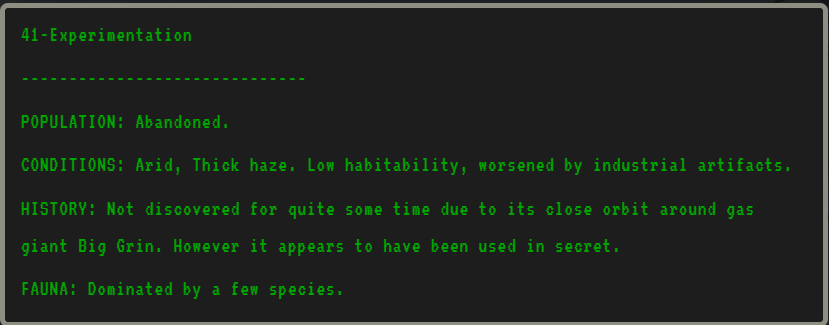 41-Experimentation
------------------------------
POPULATION: Abandoned.
CONDITIONS: Arid, Thick haze. Low habitability, worsened by industrial artifacts.
HISTORY: Not discovered for quite some time due to its close orbit around gas
giant Big Grin. However it appears to have been used in secret.
FAUNA: Dominated by a few species.